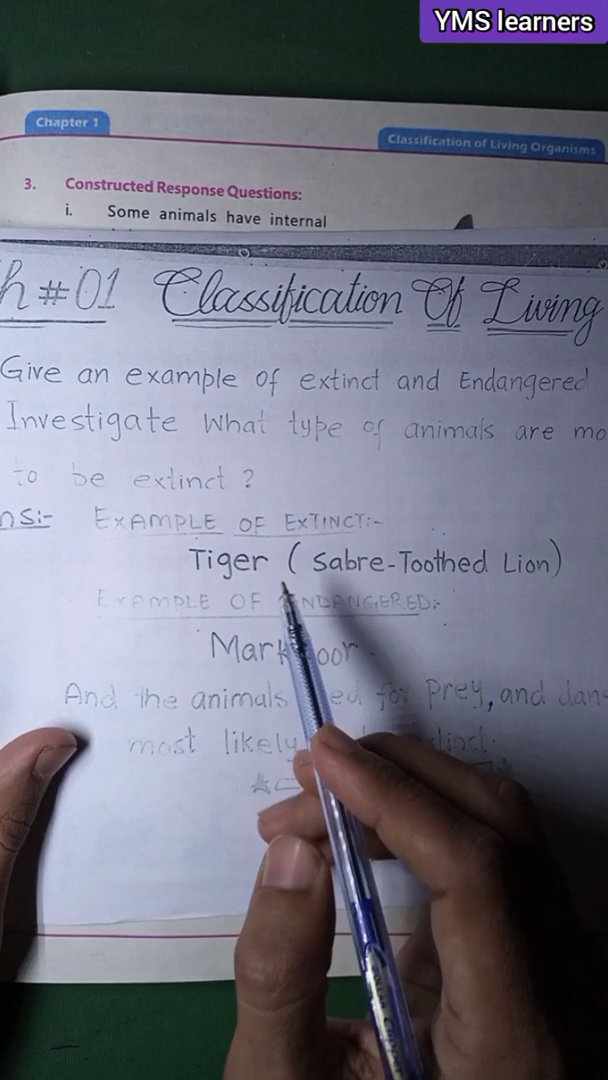 YMS learners
Chapter 1
Classification of Living Organisms
3. Constructed Response Questions:
i. Some animals have internal
h #01 Classification Of Living
Give an example of extinct and Endangered
Investigate What type of animals are mo
to be extinct ?
ns:- EXAMPLE OF EXTINCT:-
Tiger ( Sabre-Toothed Lion)
EXAMPLE OF ENDANGERED:-
Markhoor.
And the animals for Prey, and dan
most likely